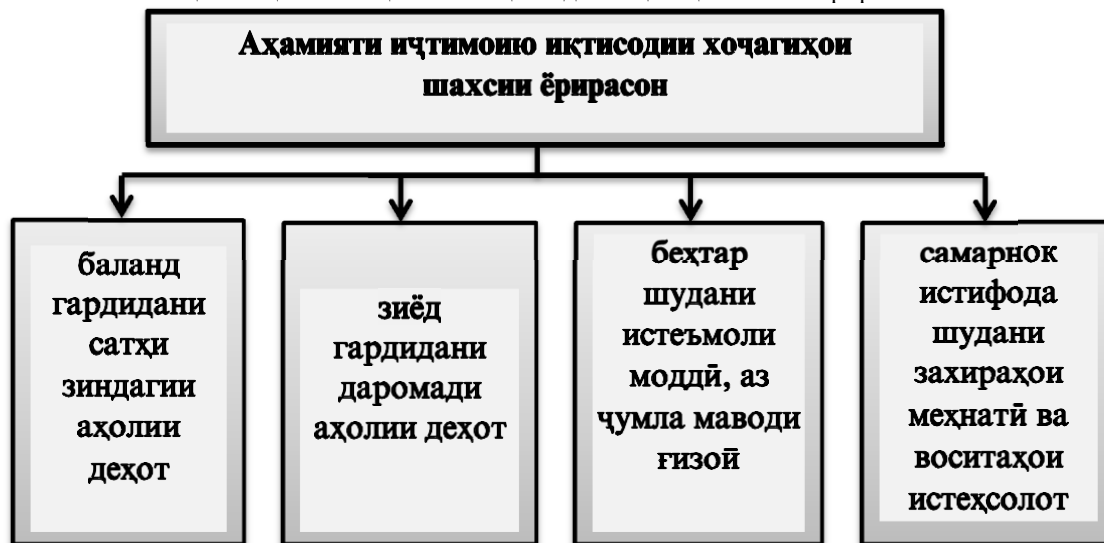 Аҳамияти иҷтимоию иқтисодии хоҷагиҳои
шахсии ёрирасон
баланд
гардидани
сатҳи
зиндагии
аҳолии
деҳот
зиёд
гардидани
даромади
аҳолии деҳот
беҳтар
шудани
истеъмоли
моддӣ, аз
ҷумла маводи
ғизоӣ
самарнок
истифода
шудани
захираҳои
меҳнатӣ ва
воситаҳои
истеҳсолот